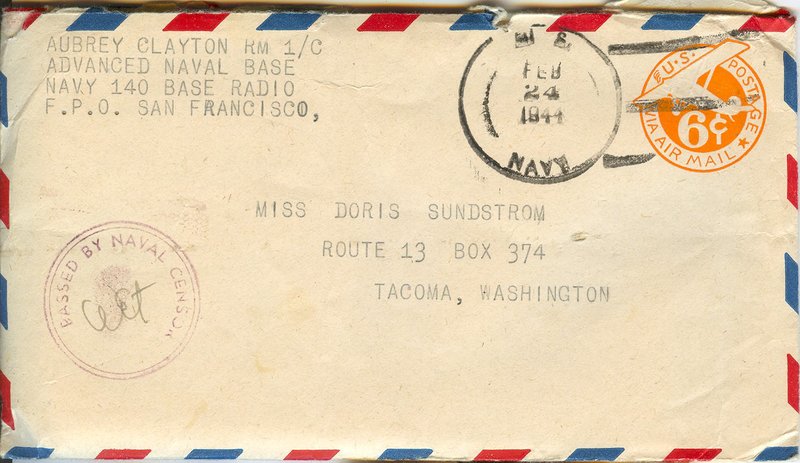 AUBREY CLAYTON RM 1/C
ADVANCED NAVAL BASE
NAVY 140 BASE RADIO
F.P.O. SAN FRANCISCO,
FEB
24
1944
NAVY
U.S. POSTAGE
6¢
VIA AIR MAIL
MISS DORIS SUNDSTROM
ROUTE 13 BOX 374
TACOMA, WASHINGTON
PASSED BY NAVAL CENSOR